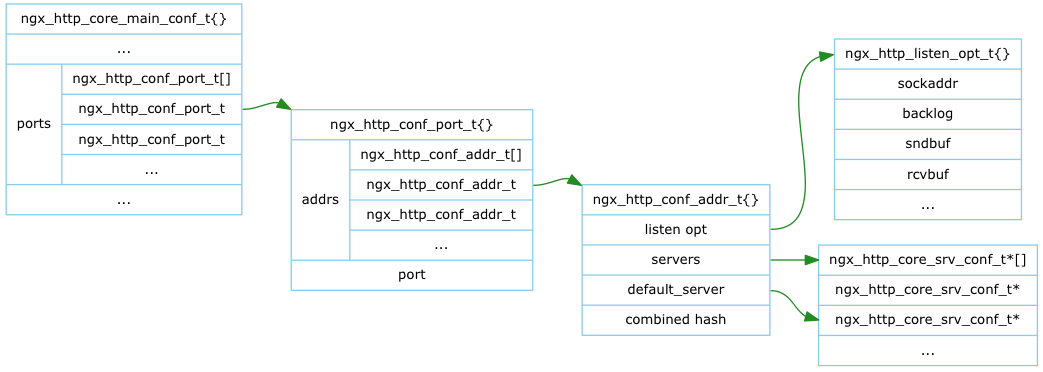 ngx_http_core_main_conf_t{}
...
ports
ngx_http_conf_port_t[]
ngx_http_conf_port_t
ngx_http_conf_port_t
...
...
ngx_http_conf_port_t{}
addrs
ngx_http_conf_addr_t[]
ngx_http_conf_addr_t
ngx_http_conf_addr_t
...
port
ngx_http_conf_addr_t{}
listen opt
servers
default_server
combined hash
ngx_http_listen_opt_t{}
sockaddr
backlog
sndbuf
rcvbuf
...
ngx_http_core_srv_conf_t*[]
ngx_http_core_srv_conf_t*
ngx_http_core_srv_conf_t*
...